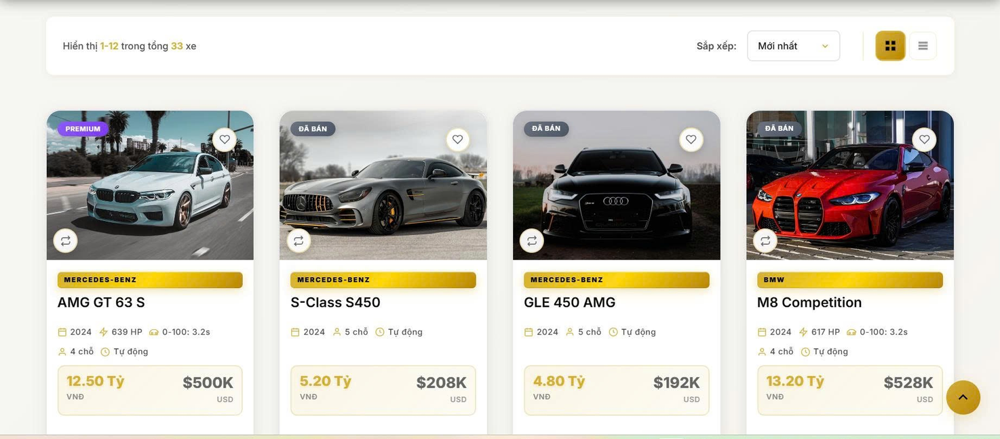 Hiển thị 1-12 trong tổng 33 xe
Sắp xếp: Mới nhất
PREMIUM
MERCEDES-BENZ
AMG GT 63 S
2024 639 HP 0-100: 3.2s
4 chỗ Tự động
12.50 Tỷ $500K
VNĐ USD
ĐÃ BÁN
MERCEDES-BENZ
S-Class S450
2024 5 chỗ Tự động
5.20 Tỷ $208K
VNĐ USD
ĐÃ BÁN
MERCEDES-BENZ
GLE 450 AMG
2024 5 chỗ Tự động
4.80 Tỷ $192K
VNĐ USD
ĐÃ BÁN
BMW
M8 Competition
2024 617 HP 0-100: 3.2s
4 chỗ Tự động
13.20 Tỷ $528K
VNĐ USD